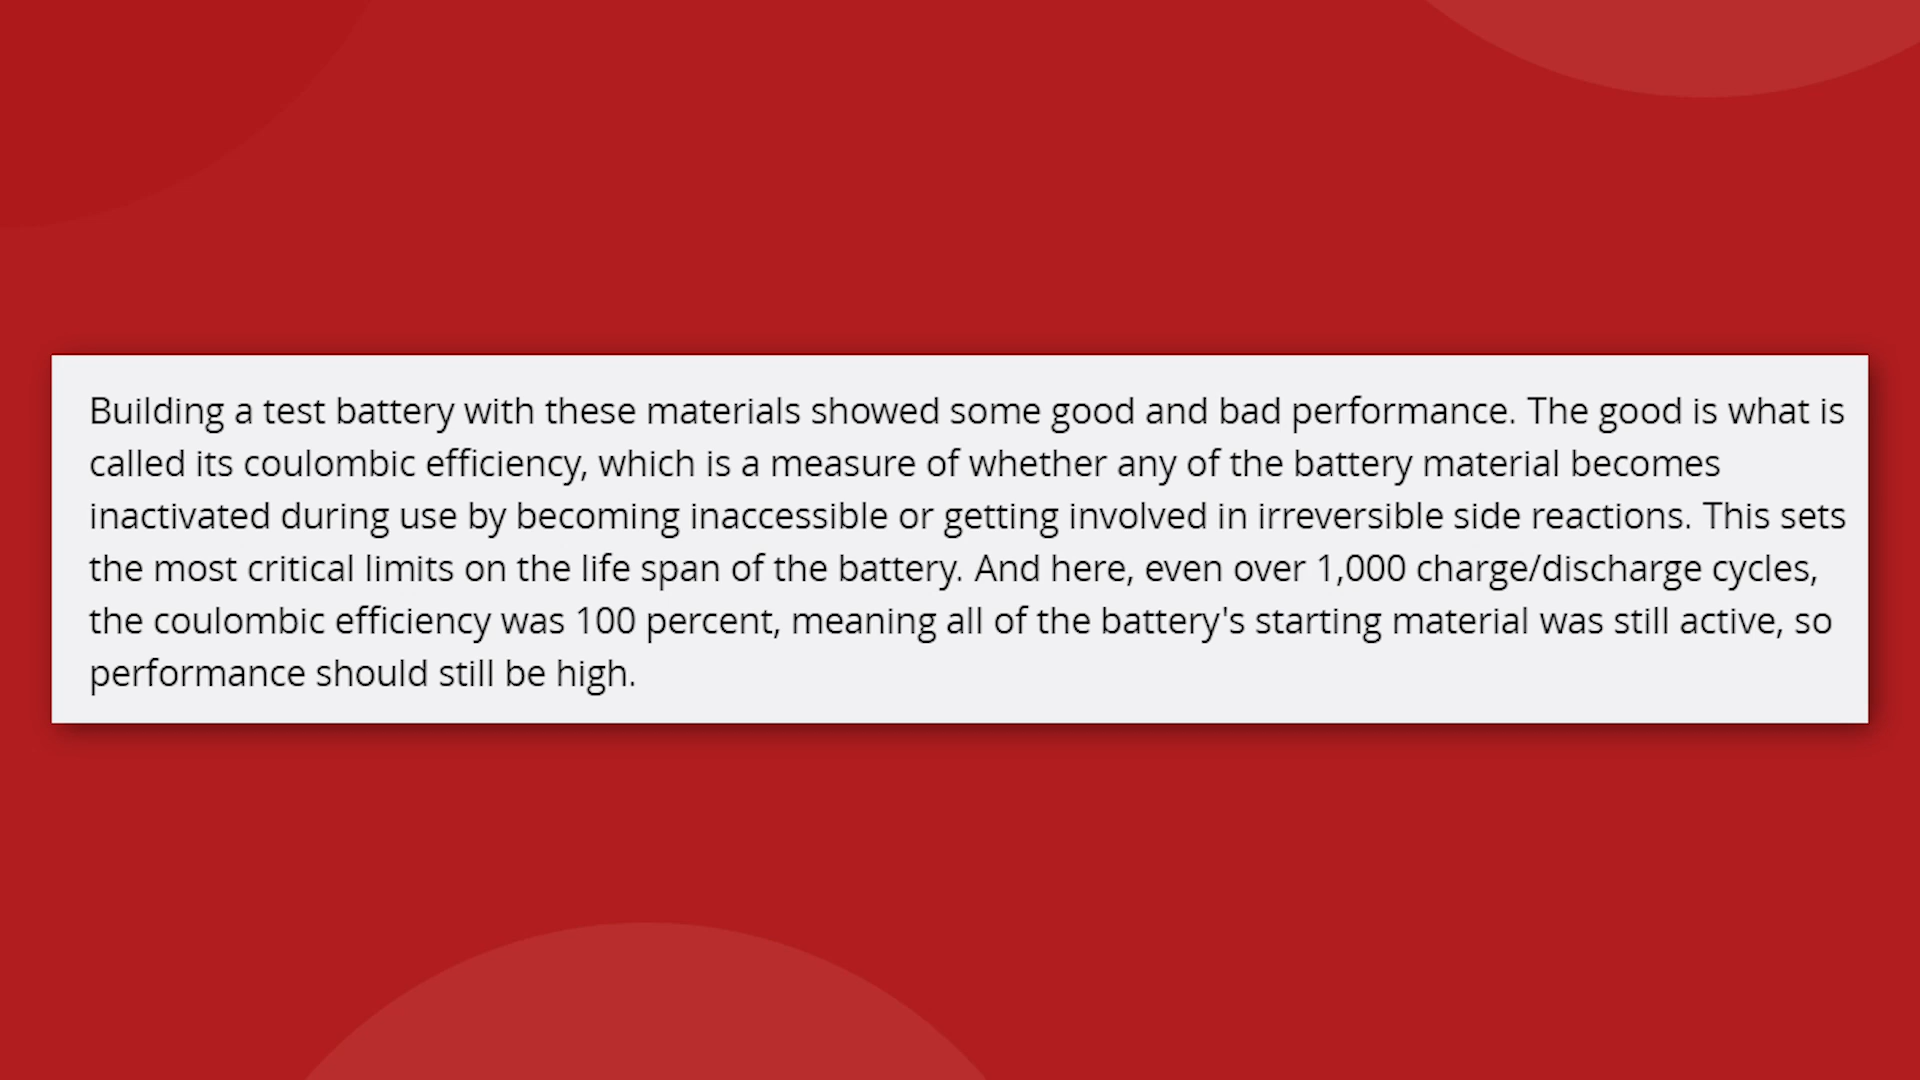 Building a test battery with these materials showed some good and bad performance. The good is what is
called its coulombic efficiency, which is a measure of whether any of the battery material becomes
inactivated during use by becoming inaccessible or getting involved in irreversible side reactions. This sets
the most critical limits on the life span of the battery. And here, even over 1,000 charge/discharge cycles,
the coulombic efficiency was 100 percent, meaning all of the battery's starting material was still active, so
performance should still be high.